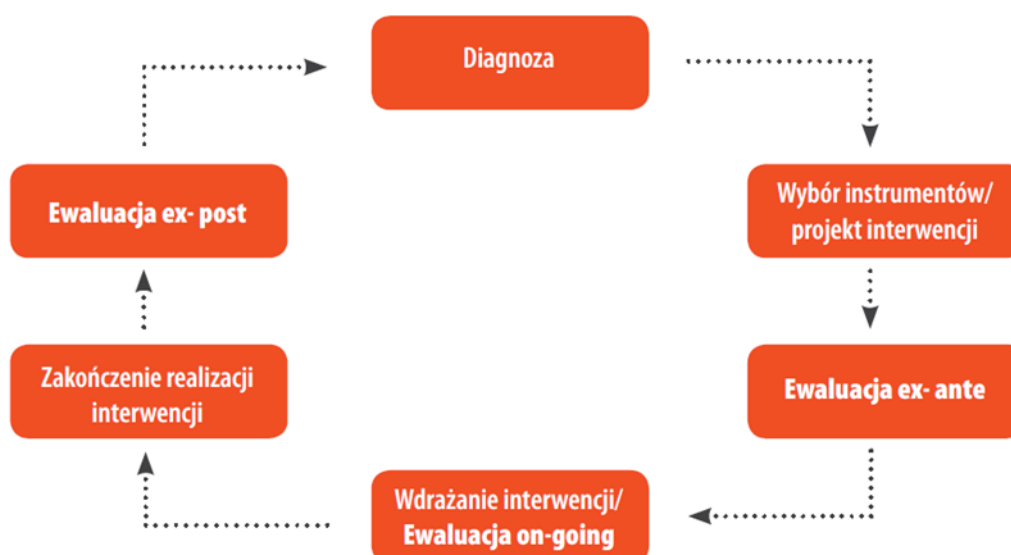 Diagnoza
Wybór instrumentów/
projekt interwencji
Ewaluacja ex- ante
Wdrażanie interwencji/
Ewaluacja on-going
Zakończenie realizacji
interwencji
Ewaluacja ex- post